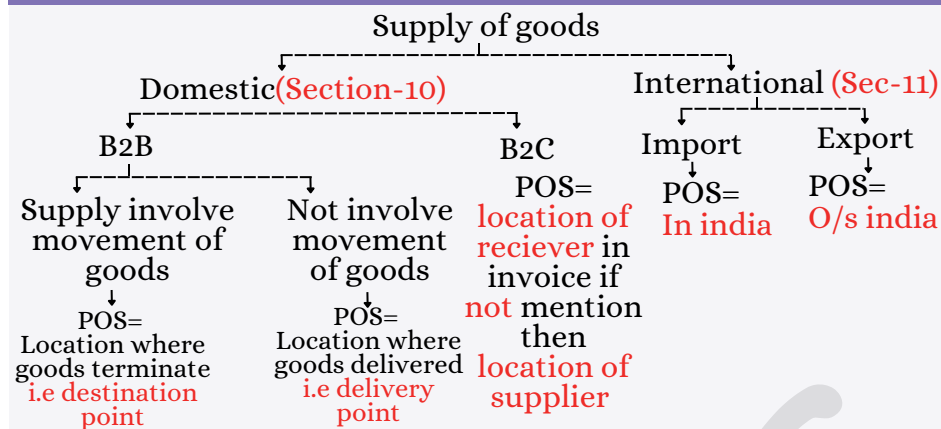 Supply of goods
Domestic(Section-10)
International (Sec-11)
B2B
B2C
Import
Export
Supply involve
movement of
goods
POS=
Location where
goods terminate
i.e destination
point
Not involve
movement
of goods
POS=
Location where
goods delivered
i.e delivery
point
POS=
location of
reciever in
invoice if
not mention
then
location of
supplier
POS=
In india
POS=
O/s india